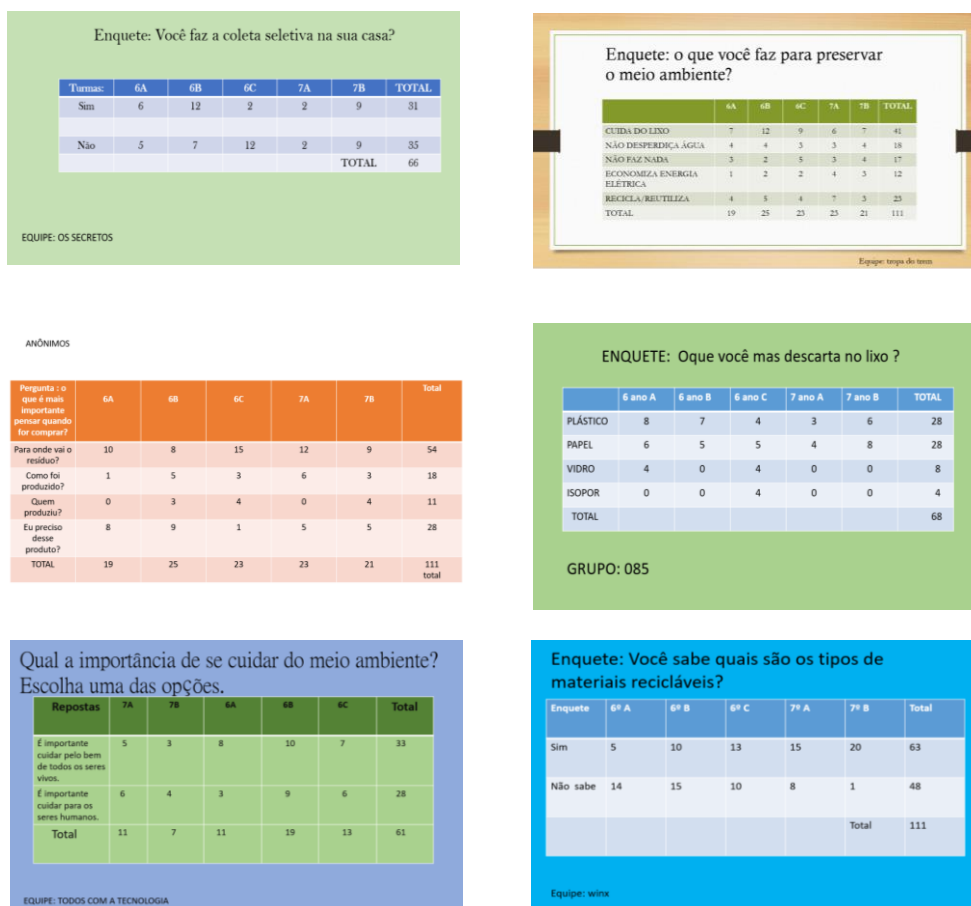 Enquete: Você faz a coleta seletiva na sua casa?
Turmas: 6A 6B 6C 7A 7B TOTAL
Sim 6 12 2 2 9 31
Não 5 7 12 2 9 35
TOTAL 66
EQUIPE: OS SECRETOS
Enquete: o que você faz para preservar
o meio ambiente?
6A 6B 6C 7A 7B TOTAL
CUIDA DO LIXO 7 12 9 6 7 41
NÃO DESPERDIÇA ÁGUA 4 4 3 3 4 18
NÃO FAZ NADA 3 2 5 3 4 17
ECONOMIZA ENERGIA
ELÉTRICA 1 2 2 4 3 12
RECICLA/REUTILIZA 4 5 4 7 3 23
TOTAL 19 25 23 23 21 111
Equipe: tropa do
ANÔNIMOS
Pergunta : o
que é mais
importante
pensar quando
for comprar? 6A 6B 6C 7A 7B Total
Para onde vai o
resíduo? 10 8 15 12 9 54
Como foi
produzido? 1 5 3 6 3 18
Quem
produziu? 0 3 4 0 4 11
Eu preciso
desse
produto? 8 9 1 5 5 28
TOTAL 19 25 23 23 21 111
total
ENQUETE: Oque você mas descarta no lixo ?
6 ano A 6 ano B 6 ano C 7 ano A 7 ano B TOTAL
PLÁSTICO 8 7 4 3 6 28
PAPEL 6 5 5 4 8 28
VIDRO 4 0 4 0 0 8
ISOPOR 0 0 4 0 0 4
TOTAL 68
GRUPO: 085
Qual a importância de se cuidar do meio ambiente?
Escolha uma das opções.
Repostas 7A 7B 6A 6B 6C Total
É importante
cuidar pelo bem
de todos os seres
vivos. 5 3 8 10 7 33
É importante
cuidar para os
seres humanos. 6 4 3 9 6 28
Total 11 7 11 19 13 61
EQUIPE: TODOS COM A TECNOLOGIA
Enquete: Você sabe quais são os tipos de
materiais recicláveis?
Enquete 6º A 6º B 6º C 7º A 7º B Total
Sim 5 10 13 15 20 63
Não sabe 14 15 10 8 1 48
Total 111
Equipe: winx